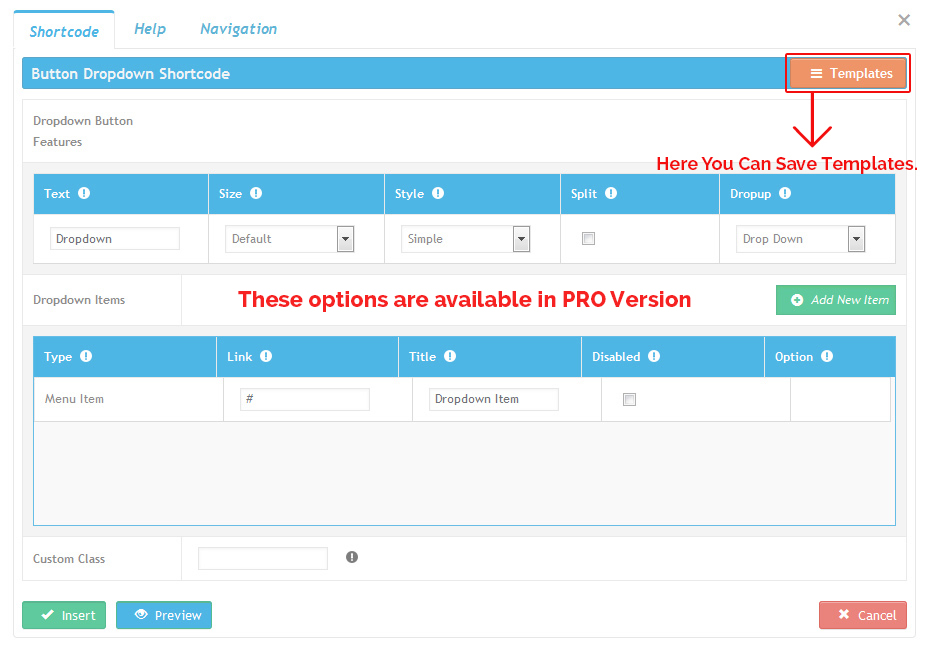 Shortcode Help Navigation ×
Button Dropdown Shortcode Templates
Here You Can Save Templates.
Dropdown Button
Features
Text Size Style Split Dropup
Dropdown Default Simple Drop Down
Dropdown Items These options are available in PRO Version Add New Item
Type Link Title Disabled Option
Menu Item # Dropdown Item
Custom Class
Insert Preview Cancel